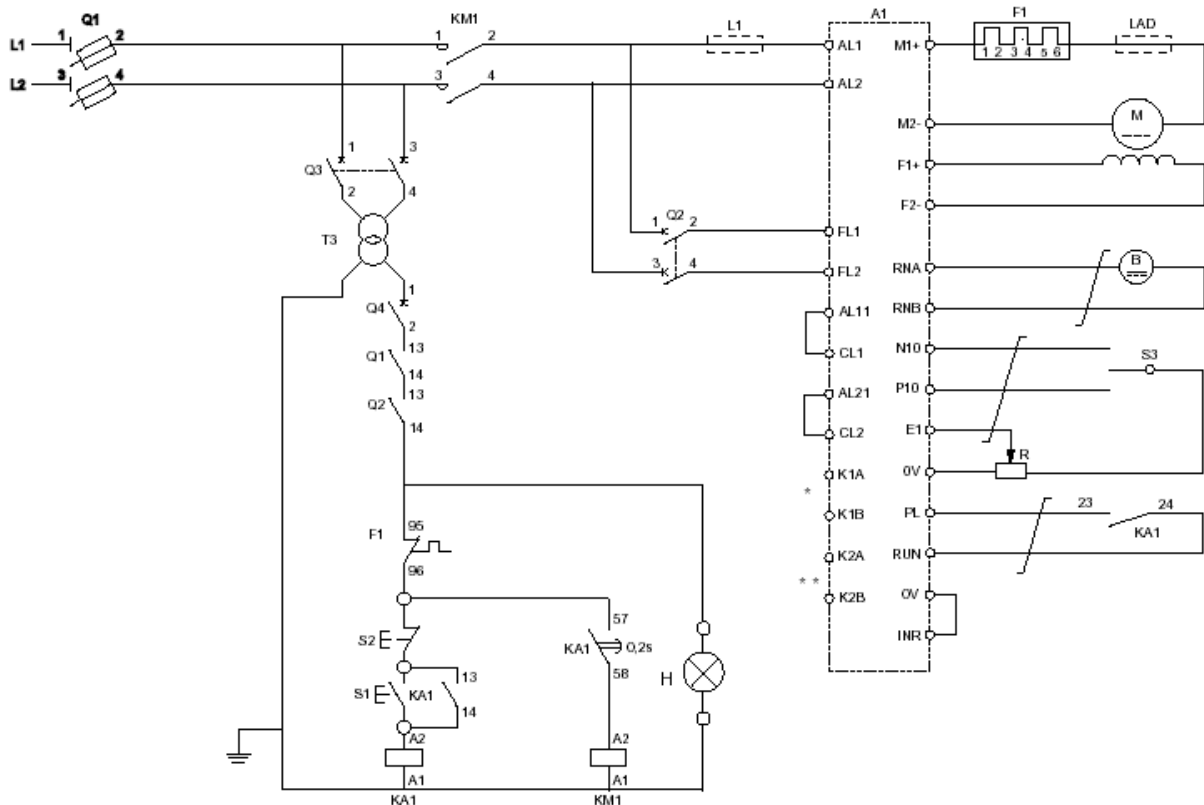 Q1 KM1 A1 F1
L1 1 2 1 2 L1 AL1 M1+ 1 2 3 4 5 6 LAD
L2 3 4 3 4 AL2
M2- M
1 3
Q3 F1+
2 4 F2-
T3
1 Q2 2 FL1
3 4 FL2 RNA B
1
Q4 AL11 RNB
2
13
Q1 CL1 N10 S3
14
13
Q2 AL21 P10
14
CL2 E1 R
K1A 0V
*
K1B PL 23 24
KA1
95
F1
96
K2A RUN
* *
K2B 0V
57
S2 KA1 0,2s INR
58
13
S1 KA1 H
14
A2 A2
A1 A1
KA1 KM1